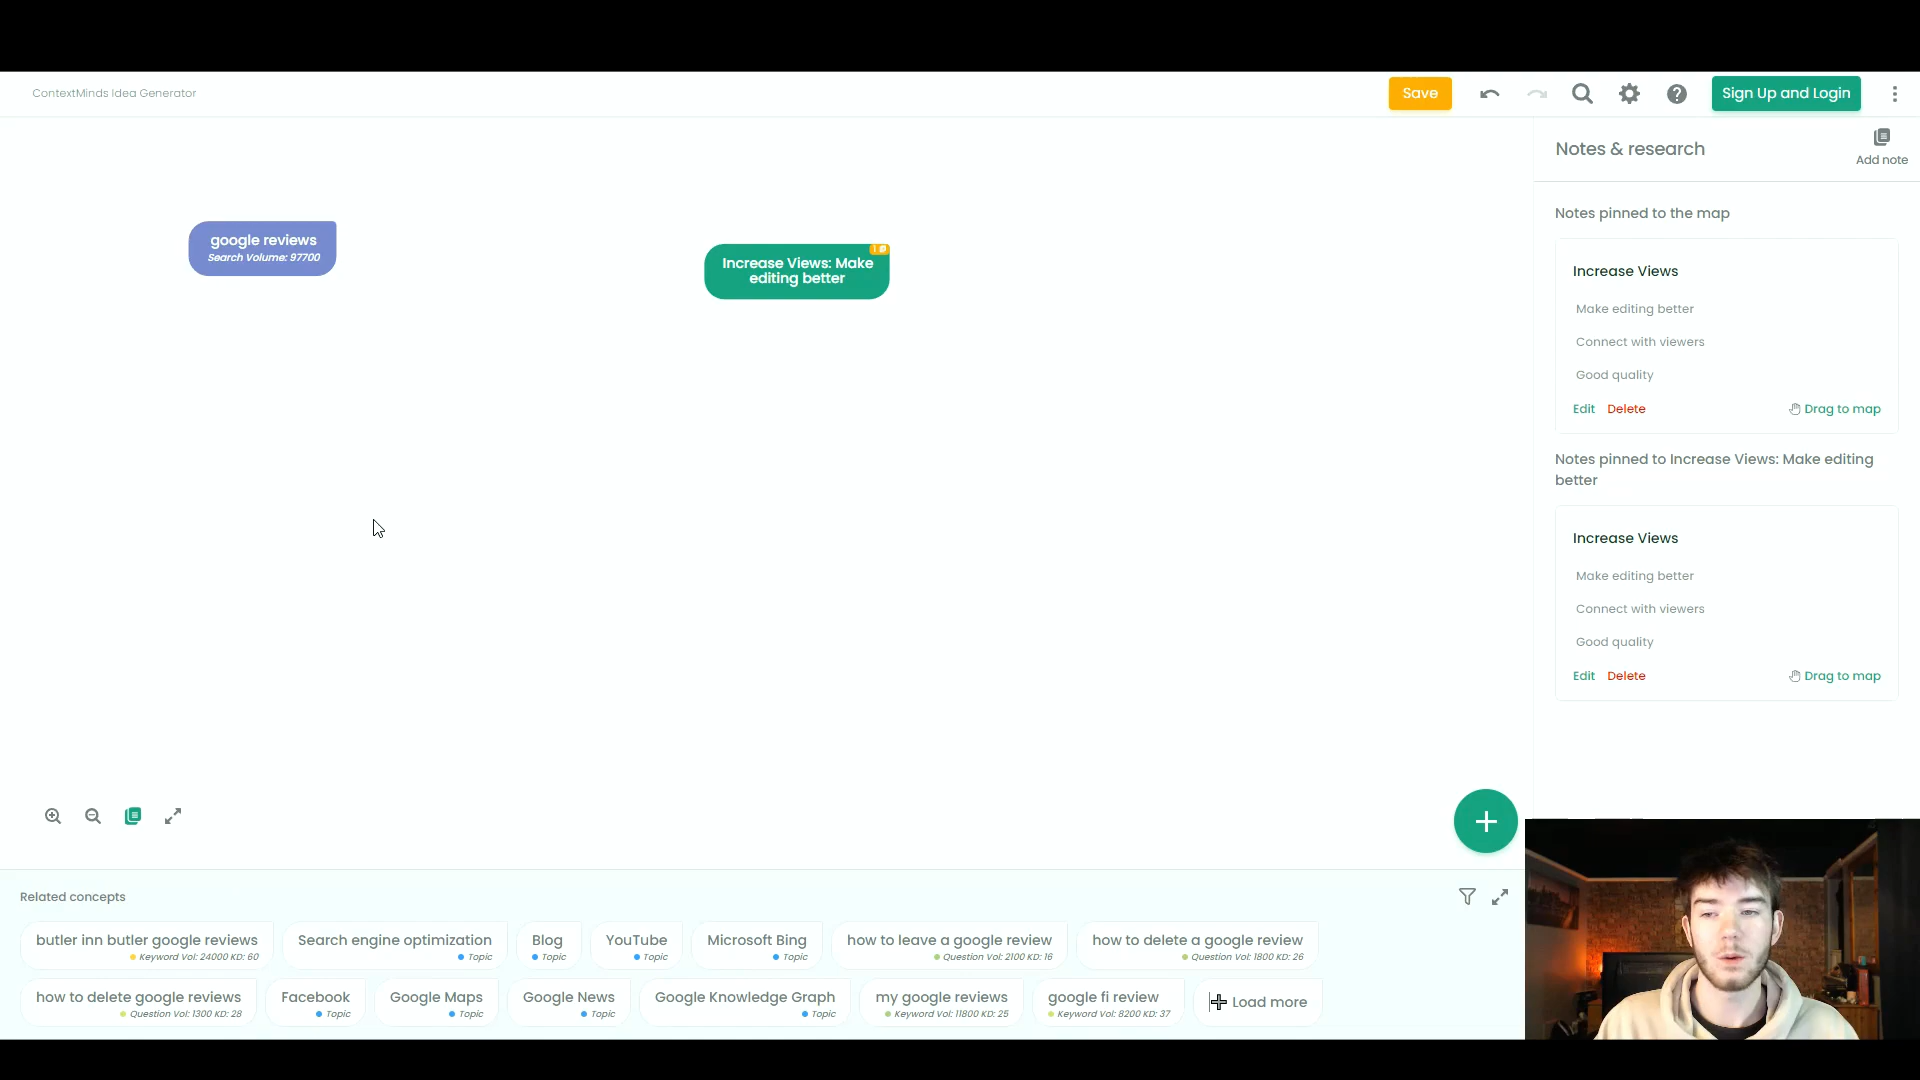 ContextMinds Idea Generator
Save
Sign Up and Login
Notes & research
Add note
google reviews
Search Volume: 97700
1
Increase Views: Make
editing better
Notes pinned to the map
Increase Views
Make editing better
Connect with viewers
Good quality
Edit Delete Drag to map
Notes pinned to Increase Views: Make editing
better
Increase Views
Make editing better
Connect with viewers
Good quality
Edit Delete Drag to map
Related concepts
butler inn butler google reviews
Keyword Vol: 24000 KD: 60
Search engine optimization
Topic
Blog
Topic
YouTube
Topic
Microsoft Bing
Topic
how to leave a google review
Question Vol: 2100 KD: 16
how to delete a google review
Question Vol: 1800 KD: 26
how to delete google reviews
Question Vol: 1300 KD: 28
Facebook
Topic
Google Maps
Topic
Google News
Topic
Google Knowledge Graph
Topic
my google reviews
Keyword Vol: 11800 KD: 25
google fi review
Keyword Vol: 8200 KD: 37
Load more